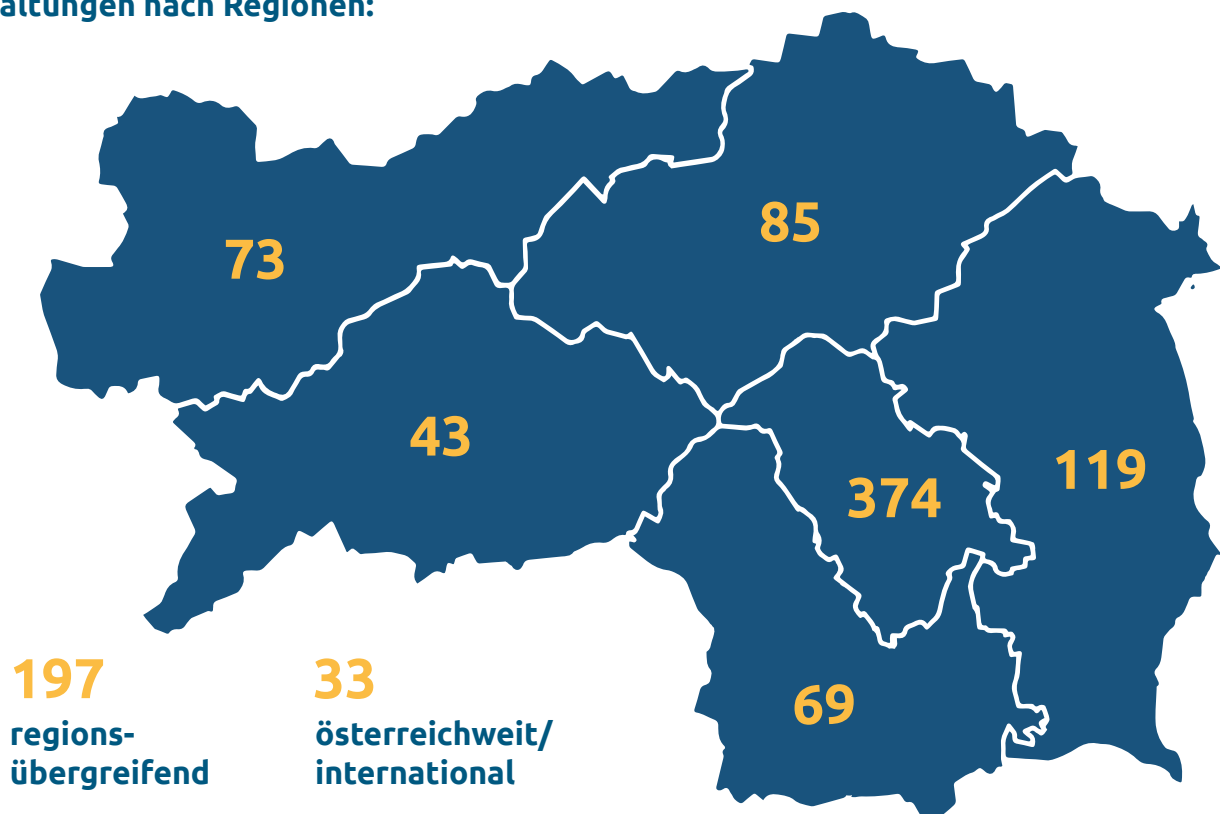 altungen nach Regionen:
85
73
43
119
374
69
197
regions-
übergreifend
33
österreichweit/
international